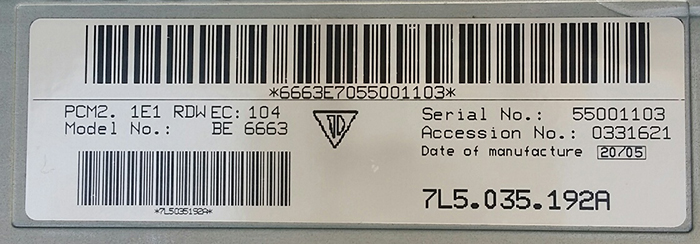 *6663E7055001103*
PCM2. 1E1 RDW EC: 104
Model No.: BE 6663
Serial No.: 55001103
Accession No.: 0331621
Date of manufacture 20/05
*7L5035192A*
7L5.035.192A